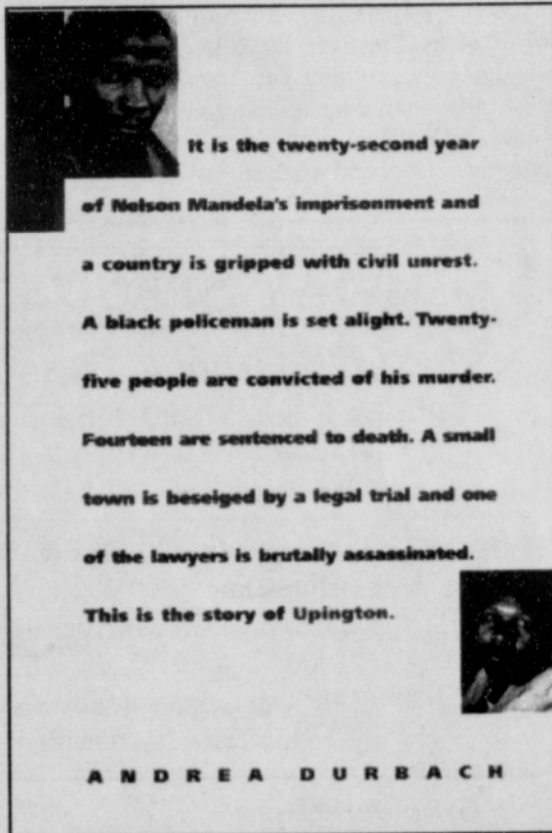 It is the twenty-second year
of Nelson Mandela's imprisonment and
a country is gripped with civil unrest.
A black policeman is set alight. Twenty-
five people are convicted of his murder.
Fourteen are sentenced to death. A small
town is beseiged by a legal trial and one
of the lawyers is brutally assassinated.
This is the story of Upington.
ANDREA DURBACH